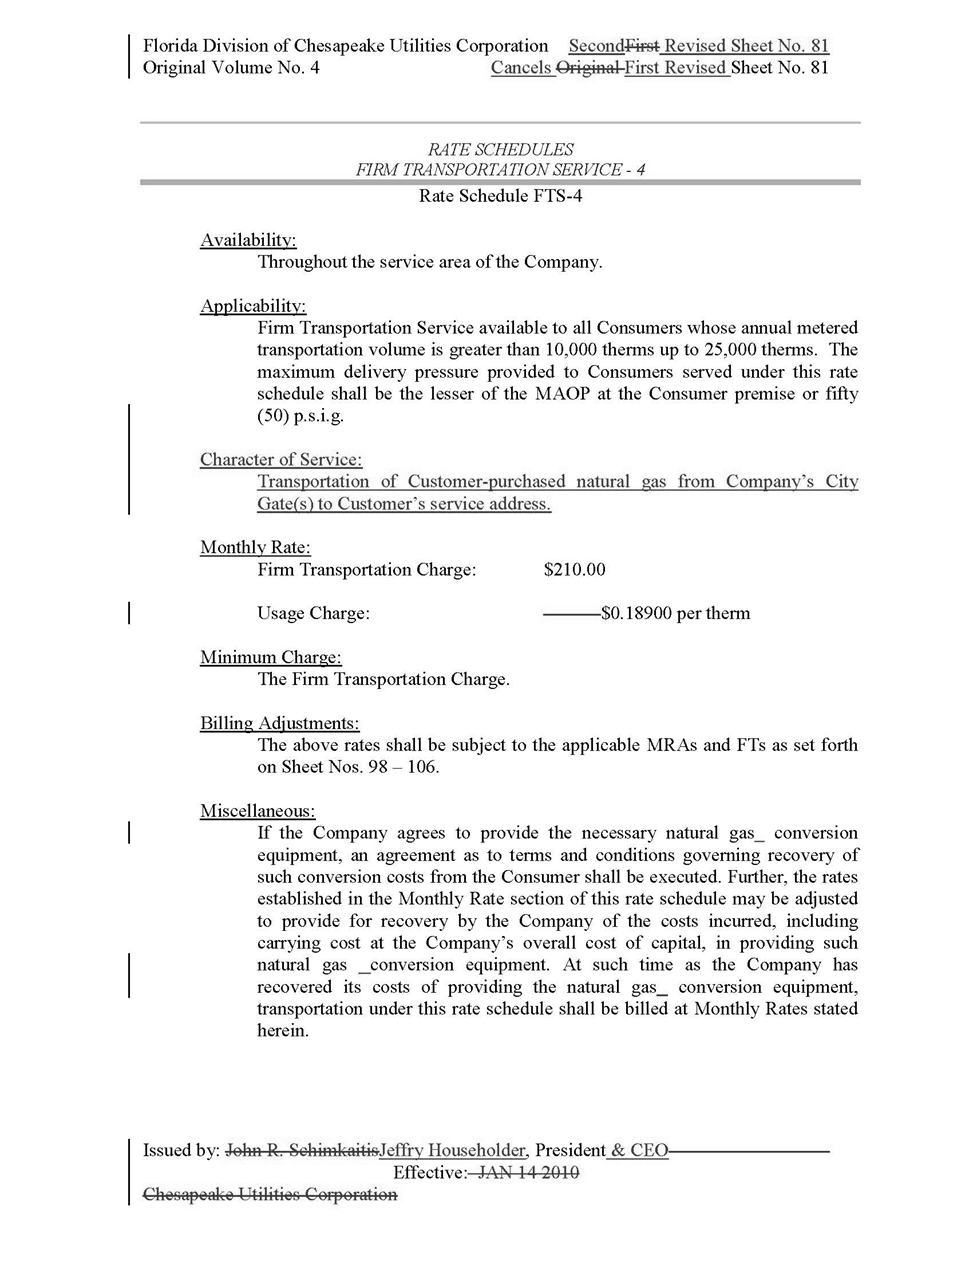 Florida Division of Chesapeake Utilities Corporation SecondFirst Revised Sheet No. 81
Original Volume No. 4 Cancels Original First Revised Sheet No. 81
RATE SCHEDULES
FIRM TRANSPORTATION SERVICE - 4
Rate Schedule FTS-4
Availability:
Throughout the service area of the Company.
Applicability:
Firm Transportation Service available to all Consumers whose annual metered
transportation volume is greater than 10,000 therms up to 25,000 therms. The
maximum delivery pressure provided to Consumers served under this rate
schedule shall be the lesser of the MAOP at the Consumer premise or fifty
(50) p.s.i.g.
Character of Service:
Transportation of Customer-purchased natural gas from Company's City
Gate(s) to Customer's service address.
Monthly Rate:
Firm Transportation Charge: $210.00
Usage Charge: $0.18900 per therm
Minimum Charge:
The Firm Transportation Charge.
Billing Adjustments:
The above rates shall be subject to the applicable MRAs and FTs as set forth
on Sheet Nos. 98 – 106.
Miscellaneous:
If the Company agrees to provide the necessary natural gas_ conversion
equipment, an agreement as to terms and conditions governing recovery of
such conversion costs from the Consumer shall be executed. Further, the rates
established in the Monthly Rate section of this rate schedule may be adjusted
to provide for recovery by the Company of the costs incurred, including
carrying cost at the Company's overall cost of capital, in providing such
natural gas _conversion equipment. At such time as the Company has
recovered its costs of providing the natural gas_ conversion equipment,
transportation under this rate schedule shall be billed at Monthly Rates stated
herein.
Issued by: John R. SchimkaitisJeffry Householder, President & CEO
Effective: JAN 14 2010
Chesapeake Utilities Corporation